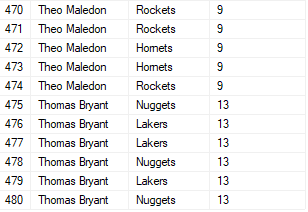 470 Theo Maledon Rockets 9
471 Theo Maledon Rockets 9
472 Theo Maledon Hornets 9
473 Theo Maledon Hornets 9
474 Theo Maledon Rockets 9
475 Thomas Bryant Nuggets 13
476 Thomas Bryant Lakers 13
477 Thomas Bryant Lakers 13
478 Thomas Bryant Nuggets 13
479 Thomas Bryant Lakers 13
480 Thomas Bryant Nuggets 13